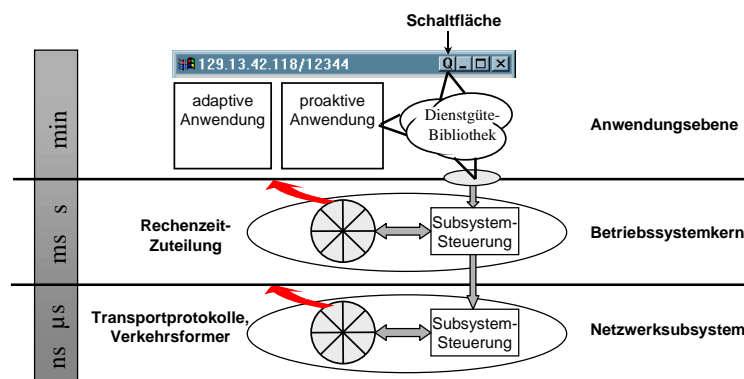 Schaltfläche
129.13.42.118/12344
Q
adaptive
Anwendung
proaktive
Anwendung
Dienstgüte-
Bibliothek
Anwendungsebene
min
Rechenzeit-
Zuteilung
Subsystem-
Steuerung
Betriebssystemkern
ms s
Transportprotokolle,
Verkehrsformer
Subsystem-
Steuerung
Netzwerksubsystem
ns µs